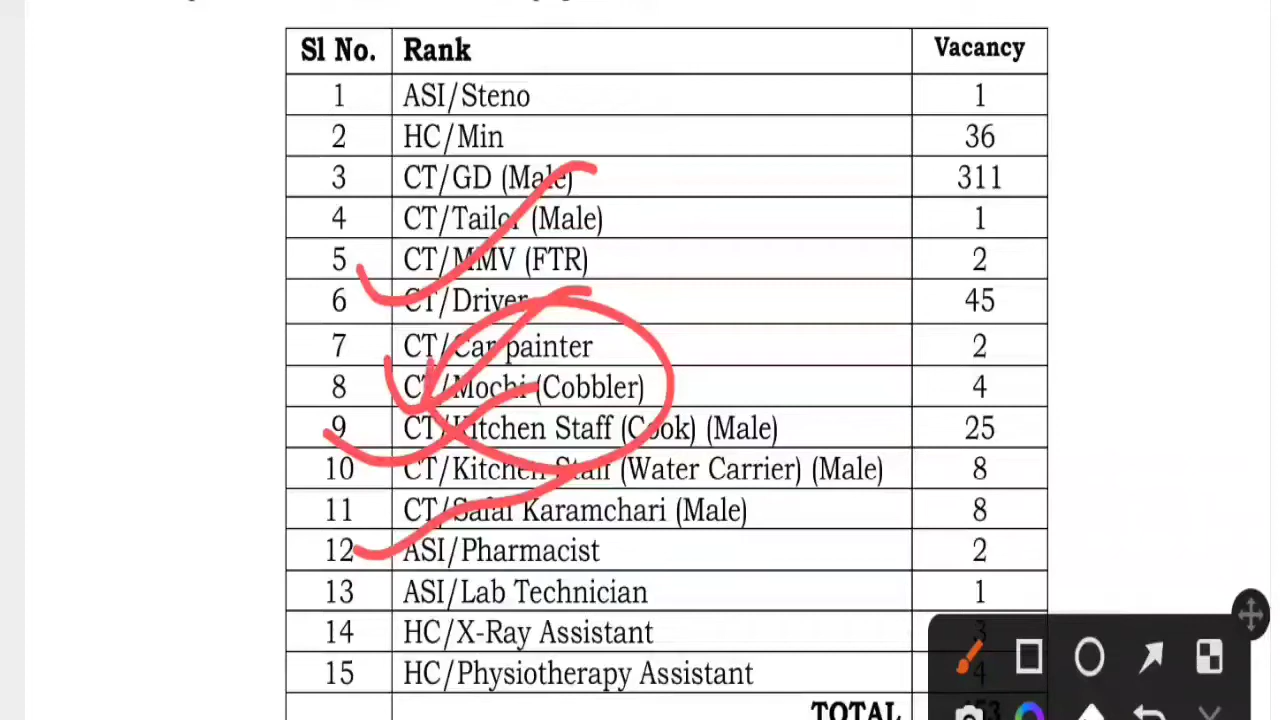 Sl No. Rank Vacancy
1 ASI/Steno 1
2 HC/Min 36
3 CT/GD (Male) 311
4 CT/Tailor (Male) 1
5 CT/MMV (FTR) 2
6 CT/Driver 45
7 CT/Car painter 2
8 CT/Mochi (Cobbler) 4
9 CT/Kitchen Staff (Cook) (Male) 25
10 CT/Kitchen Staff (Water Carrier) (Male) 8
11 CT/Safai Karamchari (Male) 8
12 ASI/Pharmacist 2
13 ASI/Lab Technician 1
14 HC/X-Ray Assistant 3
15 HC/Physiotherapy Assistant 4
TOTAL